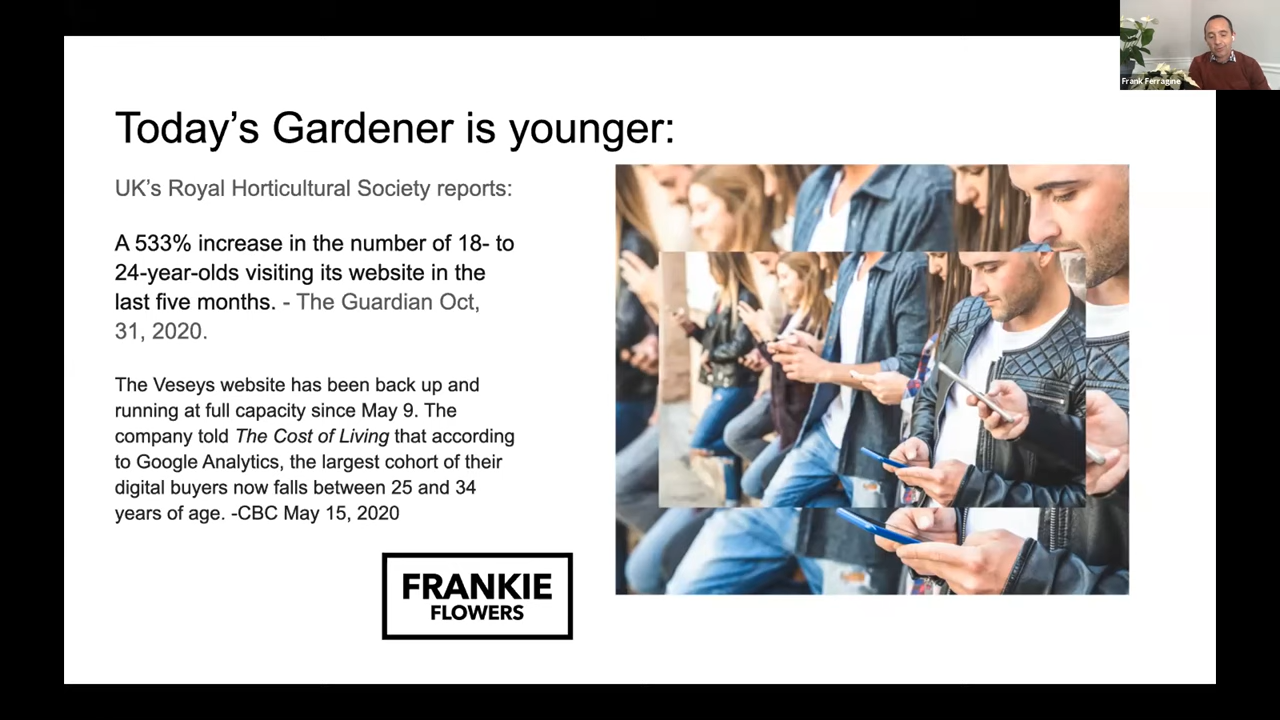 Frank Ferragine
Today's Gardener is younger:
UK's Royal Horticultural Society reports:
A 533% increase in the number of 18- to
24-year-olds visiting its website in the
last five months. - The Guardian Oct,
31, 2020.
The Veseys website has been back up and
running at full capacity since May 9. The
company told The Cost of Living that according
to Google Analytics, the largest cohort of their
digital buyers now falls between 25 and 34
years of age. -CBC May 15, 2020
FRANKIE
FLOWERS